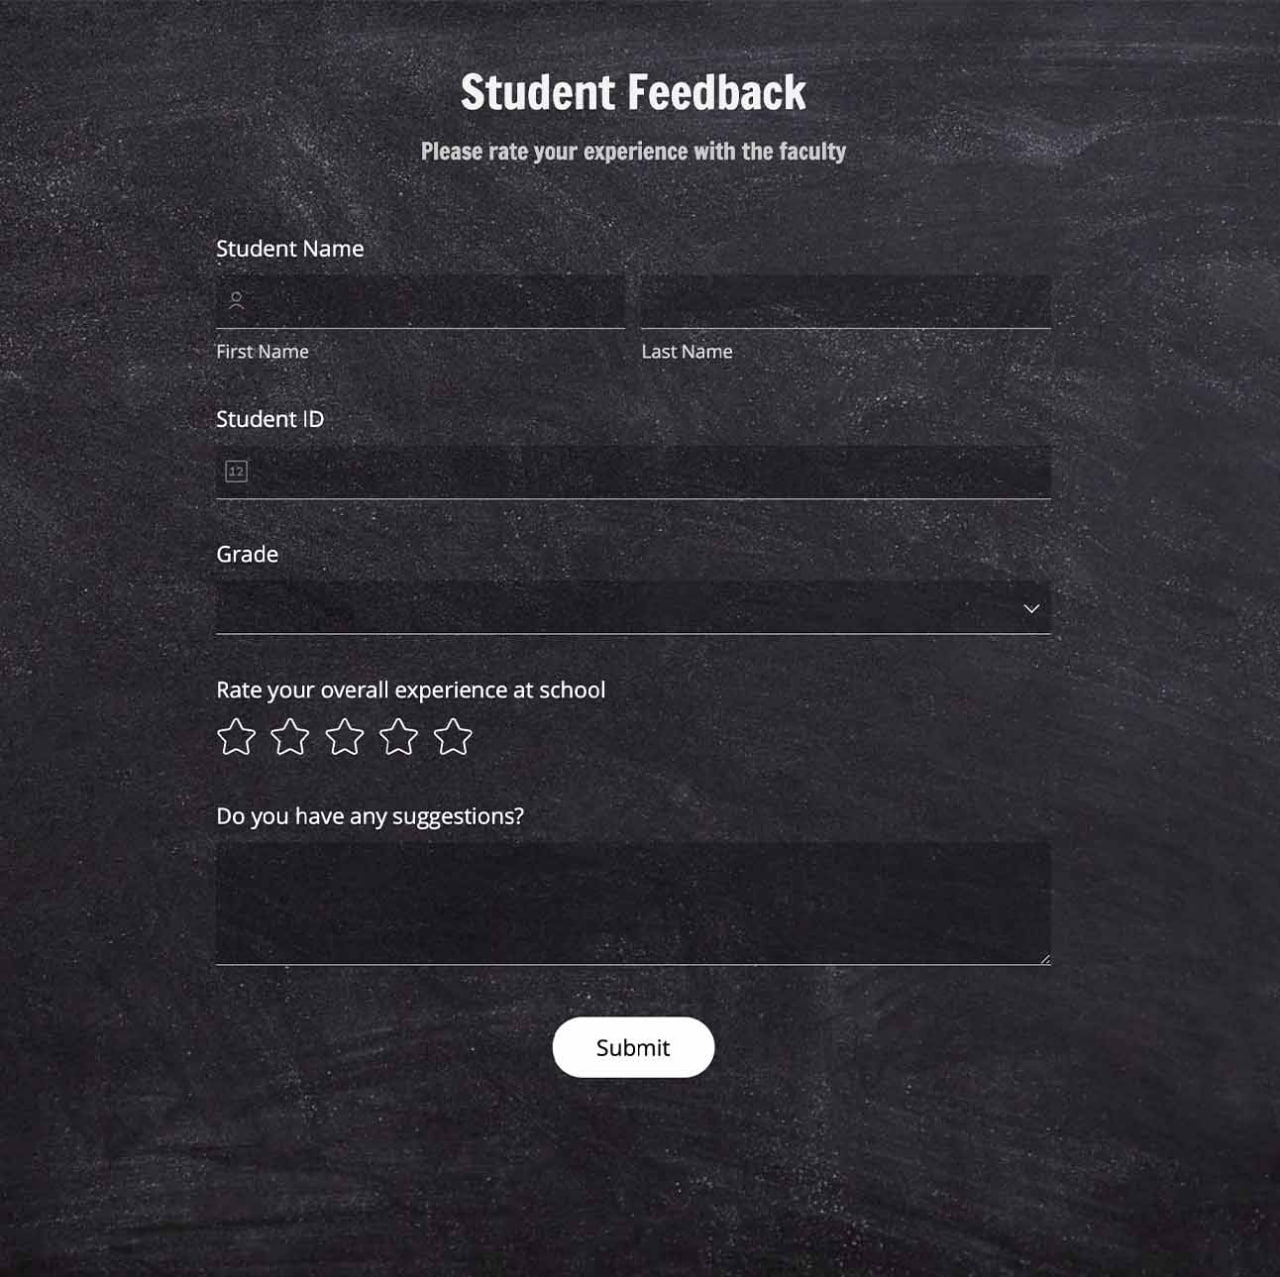 Student Feedback
Please rate your experience with the faculty
Student Name
First Name
Last Name
Student ID
12
Grade
Rate your overall experience at school
Do you have any suggestions?
Submit